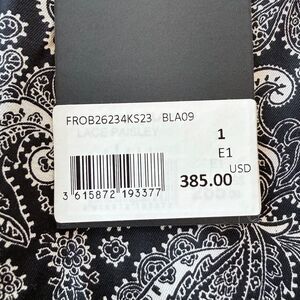 FROB26234KS23 BLA09
LACE PAISLEY
1
E1
USD
385.00
3 615872 193377